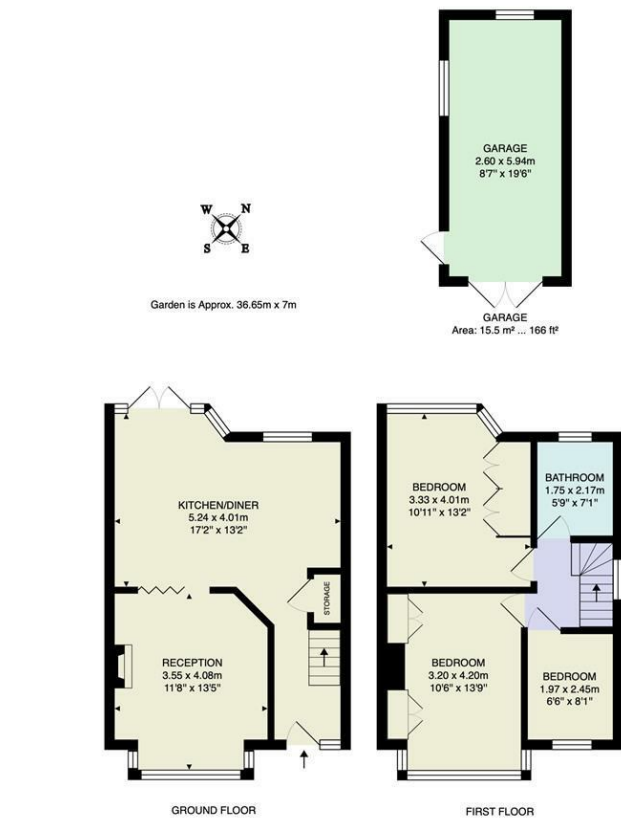 GARAGE
2.60 x 5.94m
8'7" x 19'6"
W N
S E
Garden is Approx. 36.65m x 7m
GARAGE
Area: 15.5 m² ... 166 ft²
KITCHEN/DINER
5.24 x 4.01m
17'2" x 13'2"
STORAGE
RECEPTION
3.55 x 4.08m
11'8" x 13'5"
GROUND FLOOR
BEDROOM
3.33 x 4.01m
10'11" x 13'2"
BATHROOM
1.75 x 2.17m
5'9" x 7'1"
BEDROOM
3.20 x 4.20m
10'6" x 13'9"
BEDROOM
1.97 x 2.45m
6'6" x 8'1"
FIRST FLOOR